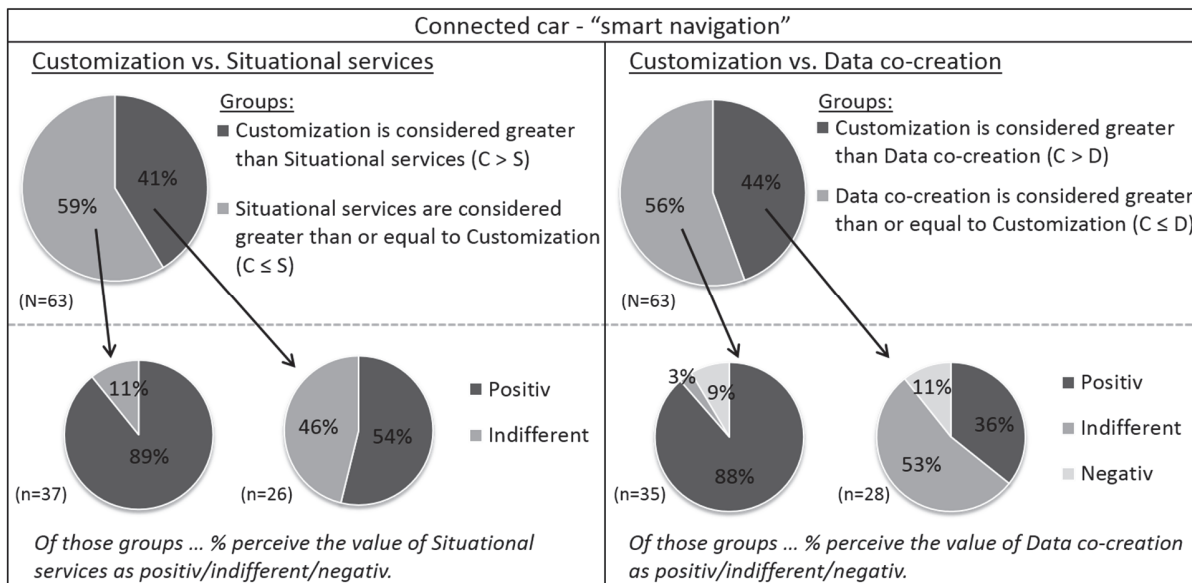 Connected car - “smart navigation”
Customization vs. Situational services
Groups:
Customization is considered greater
than Situational services (C > S)
Situational services are considered
greater than or equal to Customization
(C ≤ S)
41%
59%
(N=63)
11%
89%
(n=37)
46%
54%
(n=26)
Positiv
Indifferent
Of those groups ... % perceive the value of Situational
services as positiv/indifferent/negativ.
Customization vs. Data co-creation
Groups:
Customization is considered greater
than Data co-creation (C > D)
Data co-creation is considered greater
than or equal to Customization (C ≤ D)
44%
56%
(N=63)
3%
9%
88%
(n=35)
11%
36%
53%
(n=28)
Positiv
Indifferent
Negativ
Of those groups ... % perceive the value of Data co-creation
as positiv/indifferent/negativ.